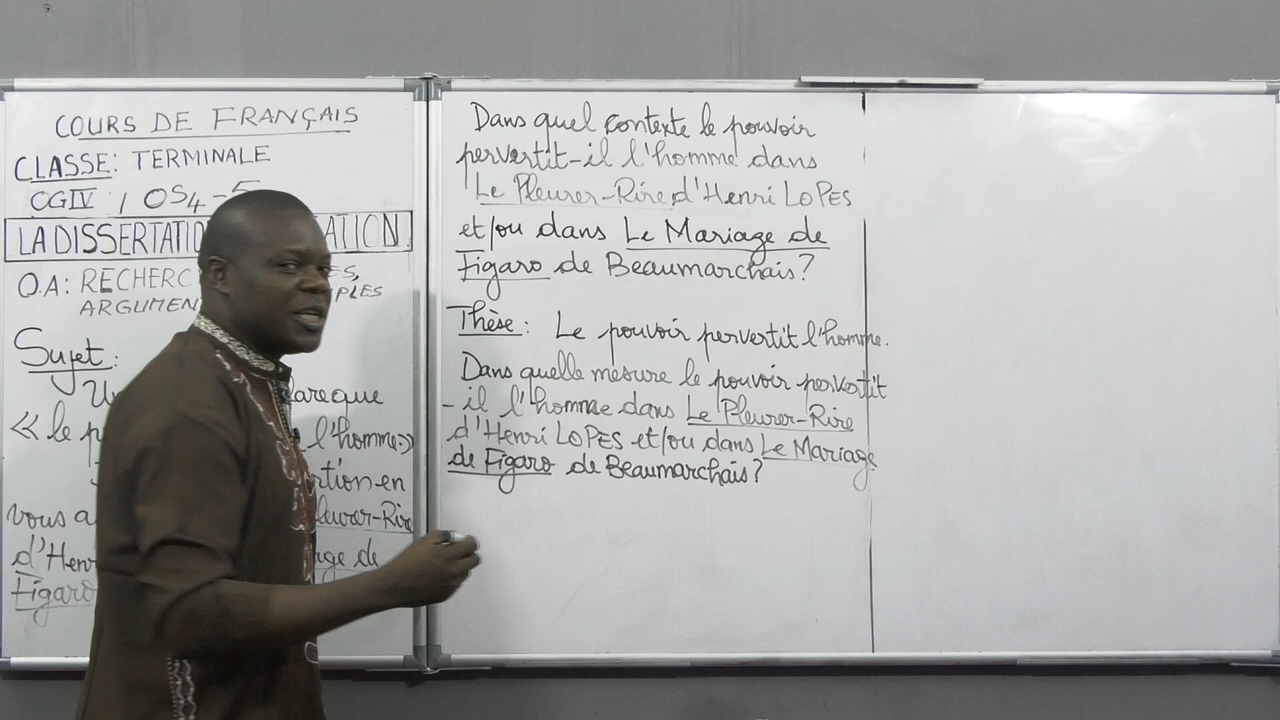 COURS DE FRANÇAIS
CLASSE: TERMINALE
CGIV / OS4-5
LA DISSERTATIO ATION
O.A: RECHERC ES,
ARGUMEN PLES
Sujet:
Un areque
« le p l'homme»
rtion en
vous a leurer-Rire
d'Henr age de
Figaro
Dans quel contexte le pouvoir
pervertit-il l'homme dans
Le Pleurer-Rire d'Henri LOPES
et/ou dans Le Mariage de
Figaro de Beaumarchais?
Thèse: Le pouvoir pervertit l'homme.
Dans quelle mesure le pouvoir pervertit
-il l'homme dans Le Pleurer-Rire
d'Henri LOPES et/ou dans Le Mariage
de Figaro de Beaumarchais?